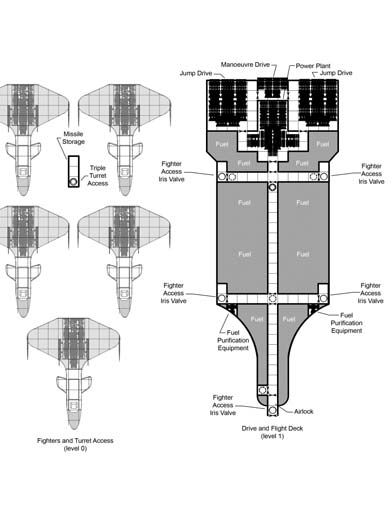 Manoeuvre Drive
Power Plant
Jump Drive
Jump Drive
Missile
Storage
Triple
Turret
Access
Fuel
Fuel
Fuel
Fuel
Fighter
Access
Iris Valve
Fighter
Access
Iris Valve
Fuel
Fuel
Fuel
Fuel
Fighter
Access
Iris Valve
Fighter
Access
Iris Valve
Fuel
Fuel
Fuel
Purification
Equipment
Fuel
Purification
Equipment
Fighter
Access
Iris Valve
Airlock
Fighters and Turret Access
(level 0)
Drive and Flight Deck
(level 1)